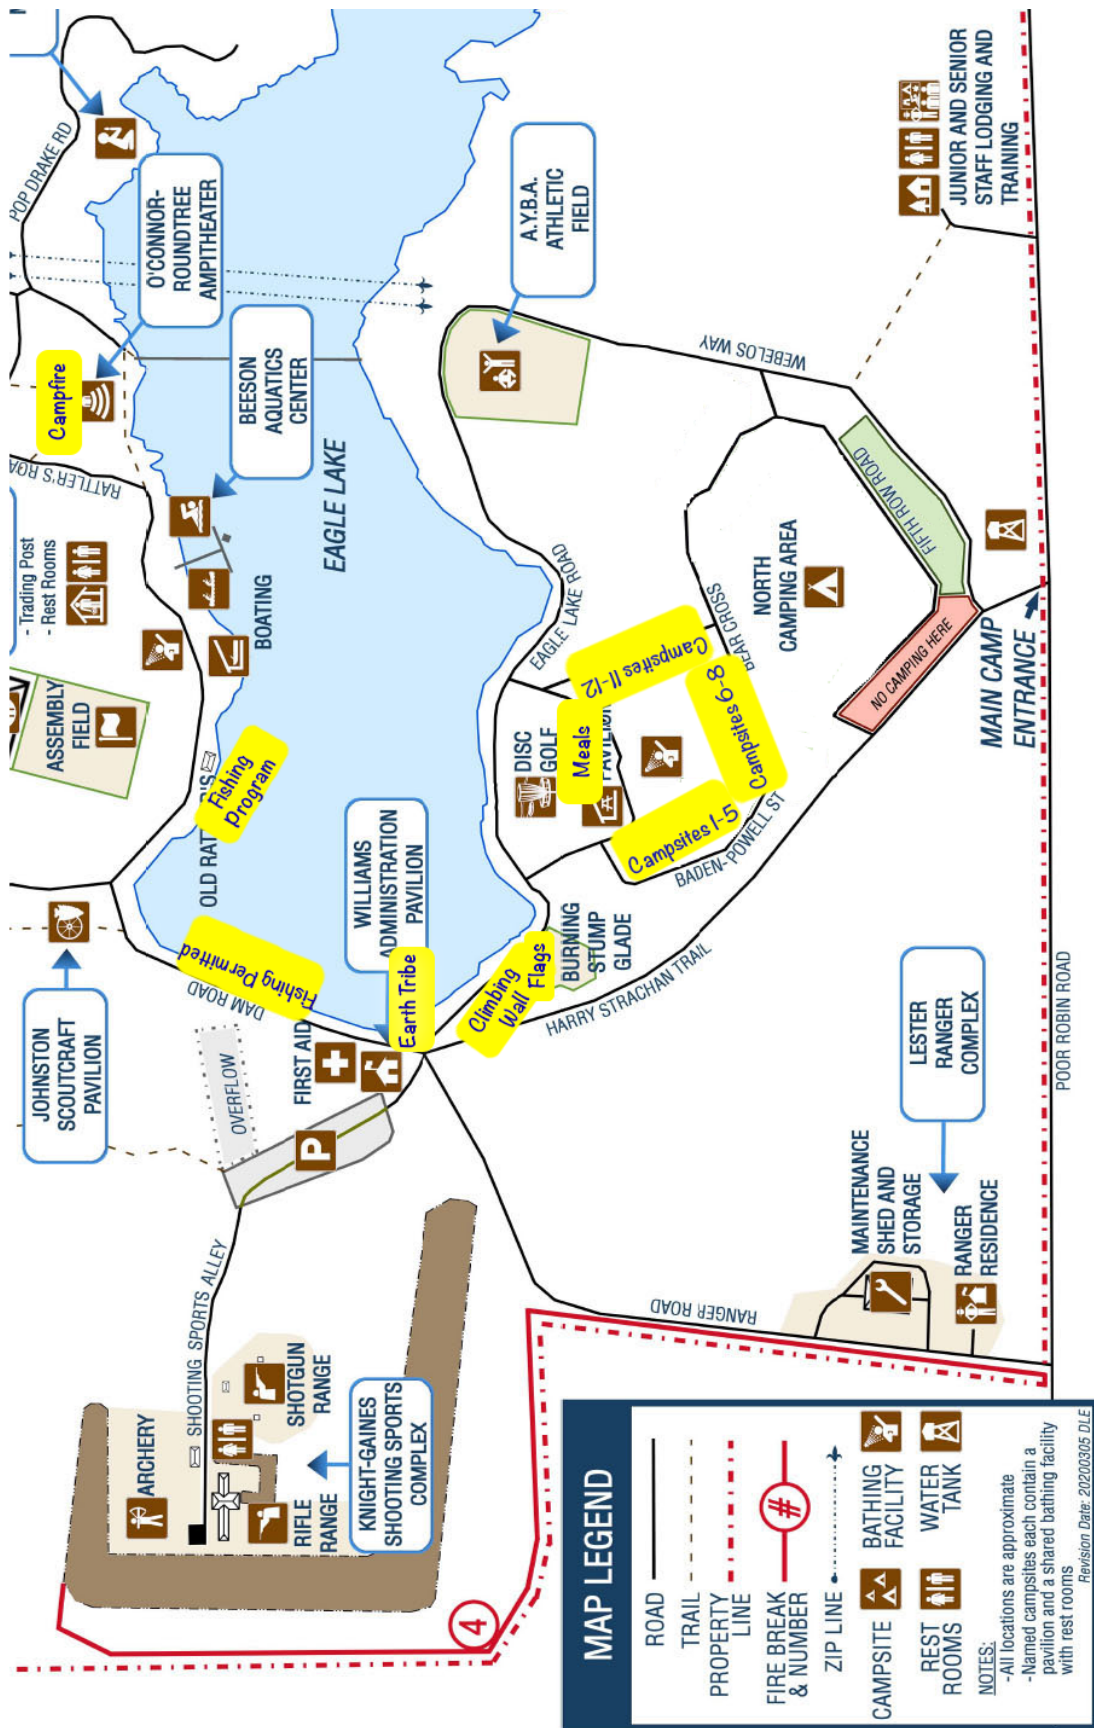 POP DRAKE RD
O'CONNOR-
ROUNDTREE
AMPITHEATER
Campfire
BEESON
AQUATICS
CENTER
A.Y.B.A.
ATHLETIC
FIELD
JUNIOR AND SENIOR
STAFF LODGING AND
TRAINING
RATTLER'S ROA
- Trading Post
- Rest Rooms
EAGLE LAKE
BOATING
WEBELOS WAY
FIFTH ROW ROAD
NORTH
CAMPING AREA
BEAR CROSS
EAGLE LAKE ROAD
NO CAMPING HERE
MAIN CAMP
ENTRANCE
ASSEMBLY
FIELD
OLD RAT
Fishing
Program
DISC
GOLF
Meals
Campsites 11-12
Campsites 6-8
Campsites 1-5
BADEN- POWELL ST
WILLIAMS
ADMINISTRATION
PAVILION
Fishing Permitted
DAM ROAD
Earth Tribe
Climbing
Wall
Flags
BURNING
STUMP
GLADE
HARRY STRACHAN TRAIL
POOR ROBIN ROAD
JOHNSTON
SCOUTCRAFT
PAVILION
OVERFLOW
FIRST AID
P
LESTER
RANGER
COMPLEX
MAINTENANCE
SHED AND
STORAGE
RANGER
RESIDENCE
RANGER ROAD
SHOOTING SPORTS ALLEY
ARCHERY
SHOTGUN
RANGE
RIFLE
RANGE
KNIGHT-GAINES
SHOOTING SPORTS
COMPLEX
4
MAP LEGEND
ROAD
TRAIL
PROPERTY
LINE
FIRE BREAK
& NUMBER
#
ZIP LINE
CAMPSITE
BATHING
FACILITY
REST
ROOMS
WATER
TANK
NOTES:
-All locations are approximate
-Named campsites each contain a
pavilion and a shared bathing facility
with rest rooms
Revision Date: 20200305 DLE